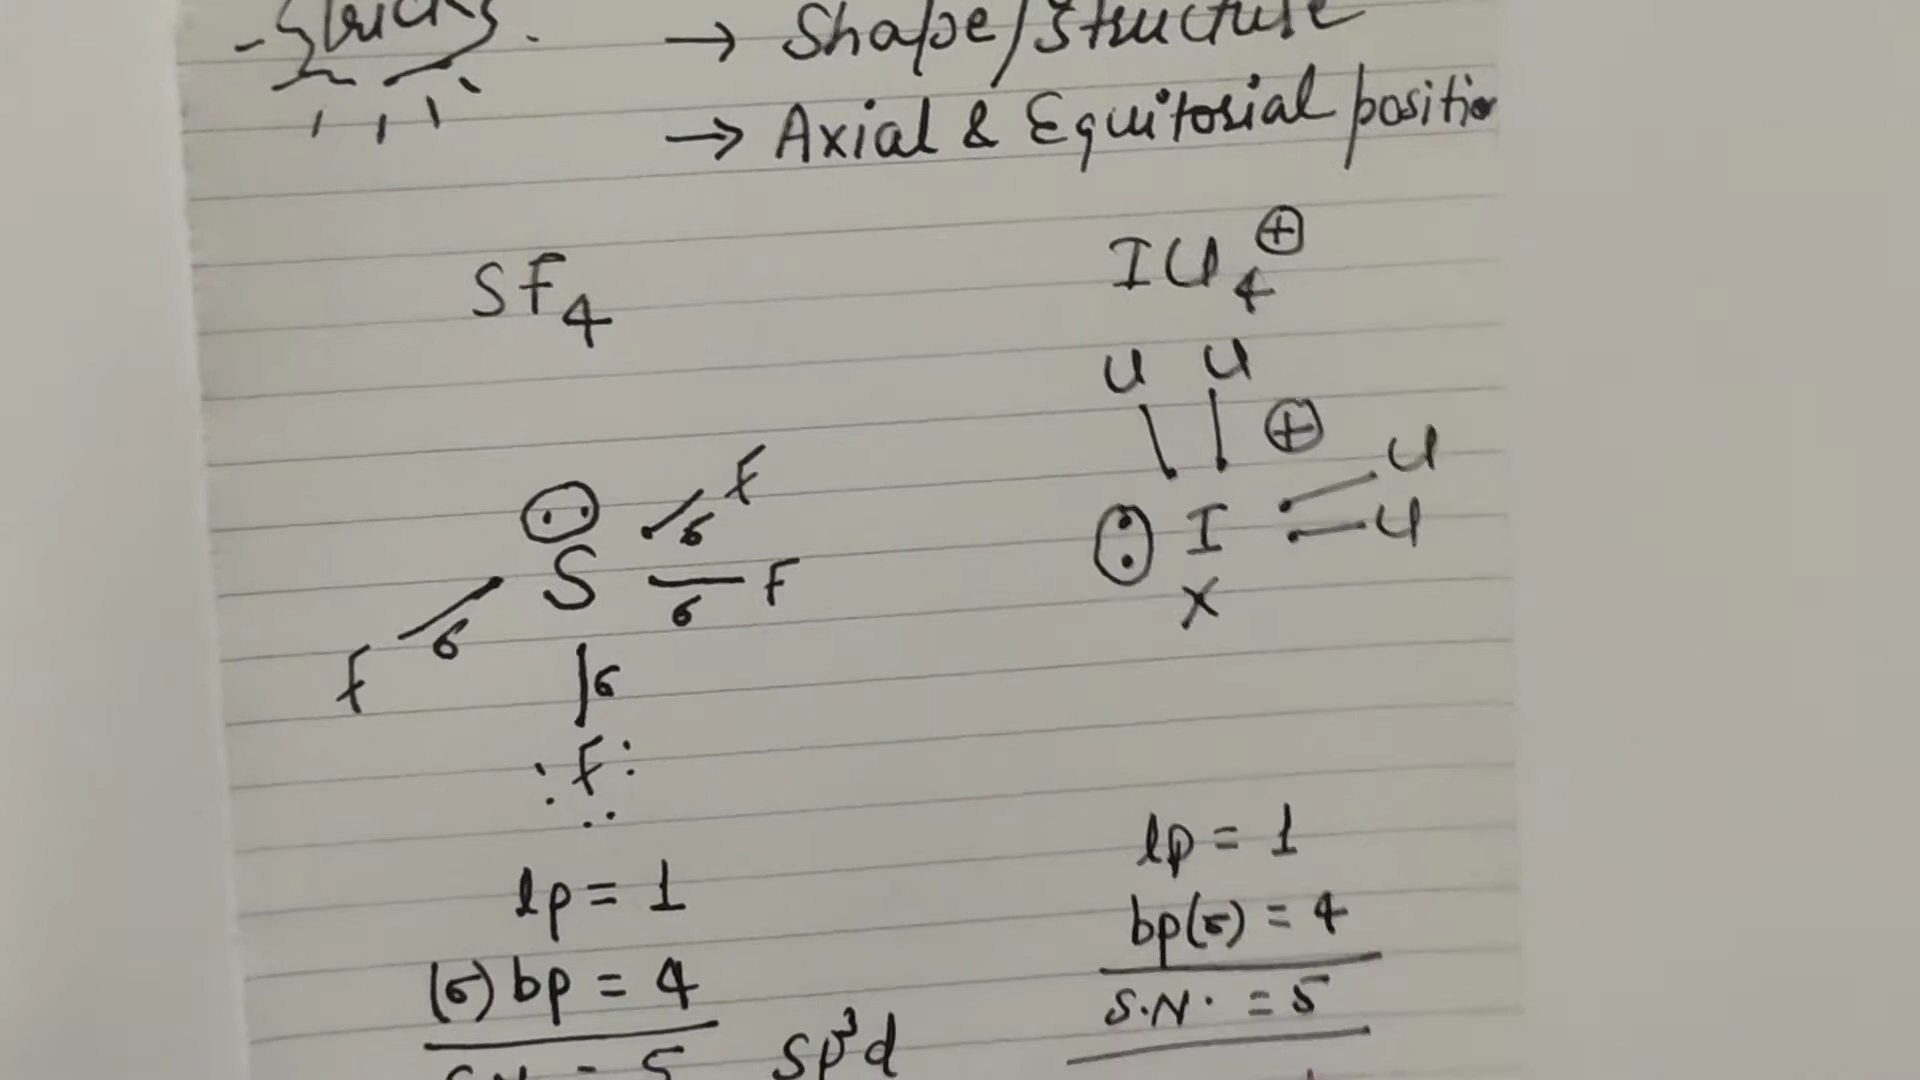 -Stricks. → Shape/Structure
→ Axial & Equitorial positio
SF4
ICl4 ⊕
Cl Cl
⊕
F Cl
σ
S F I Cl
σ σ
F x
σ
F
lp = 1 lp = 1
(σ) bp = 4 bp(σ) = 4
sp³d S.N. = 5